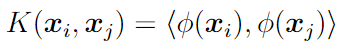 K(𝒙ᵢ, 𝒙ⱼ) = ⟨ϕ(𝒙ᵢ), ϕ(𝒙ⱼ)⟩